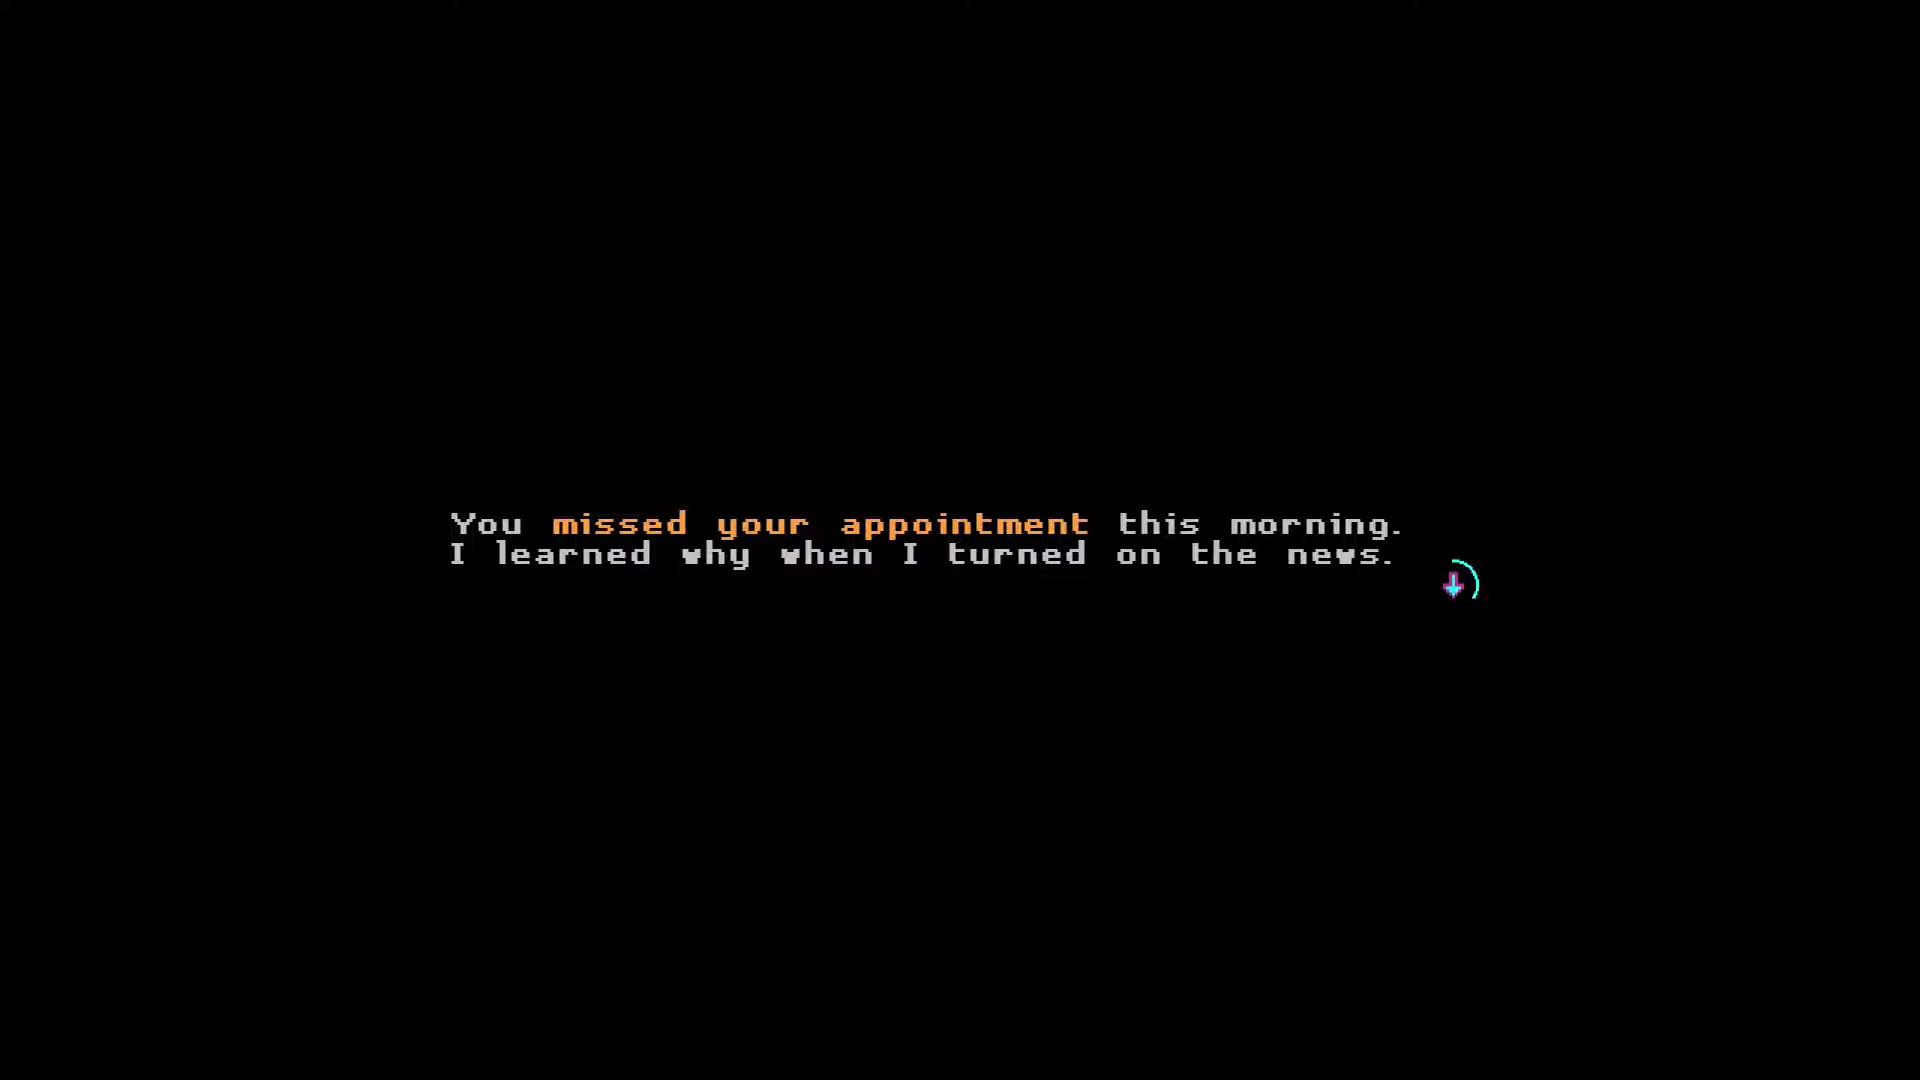 You missed your appointment this morning.
I learned why when I turned on the news.